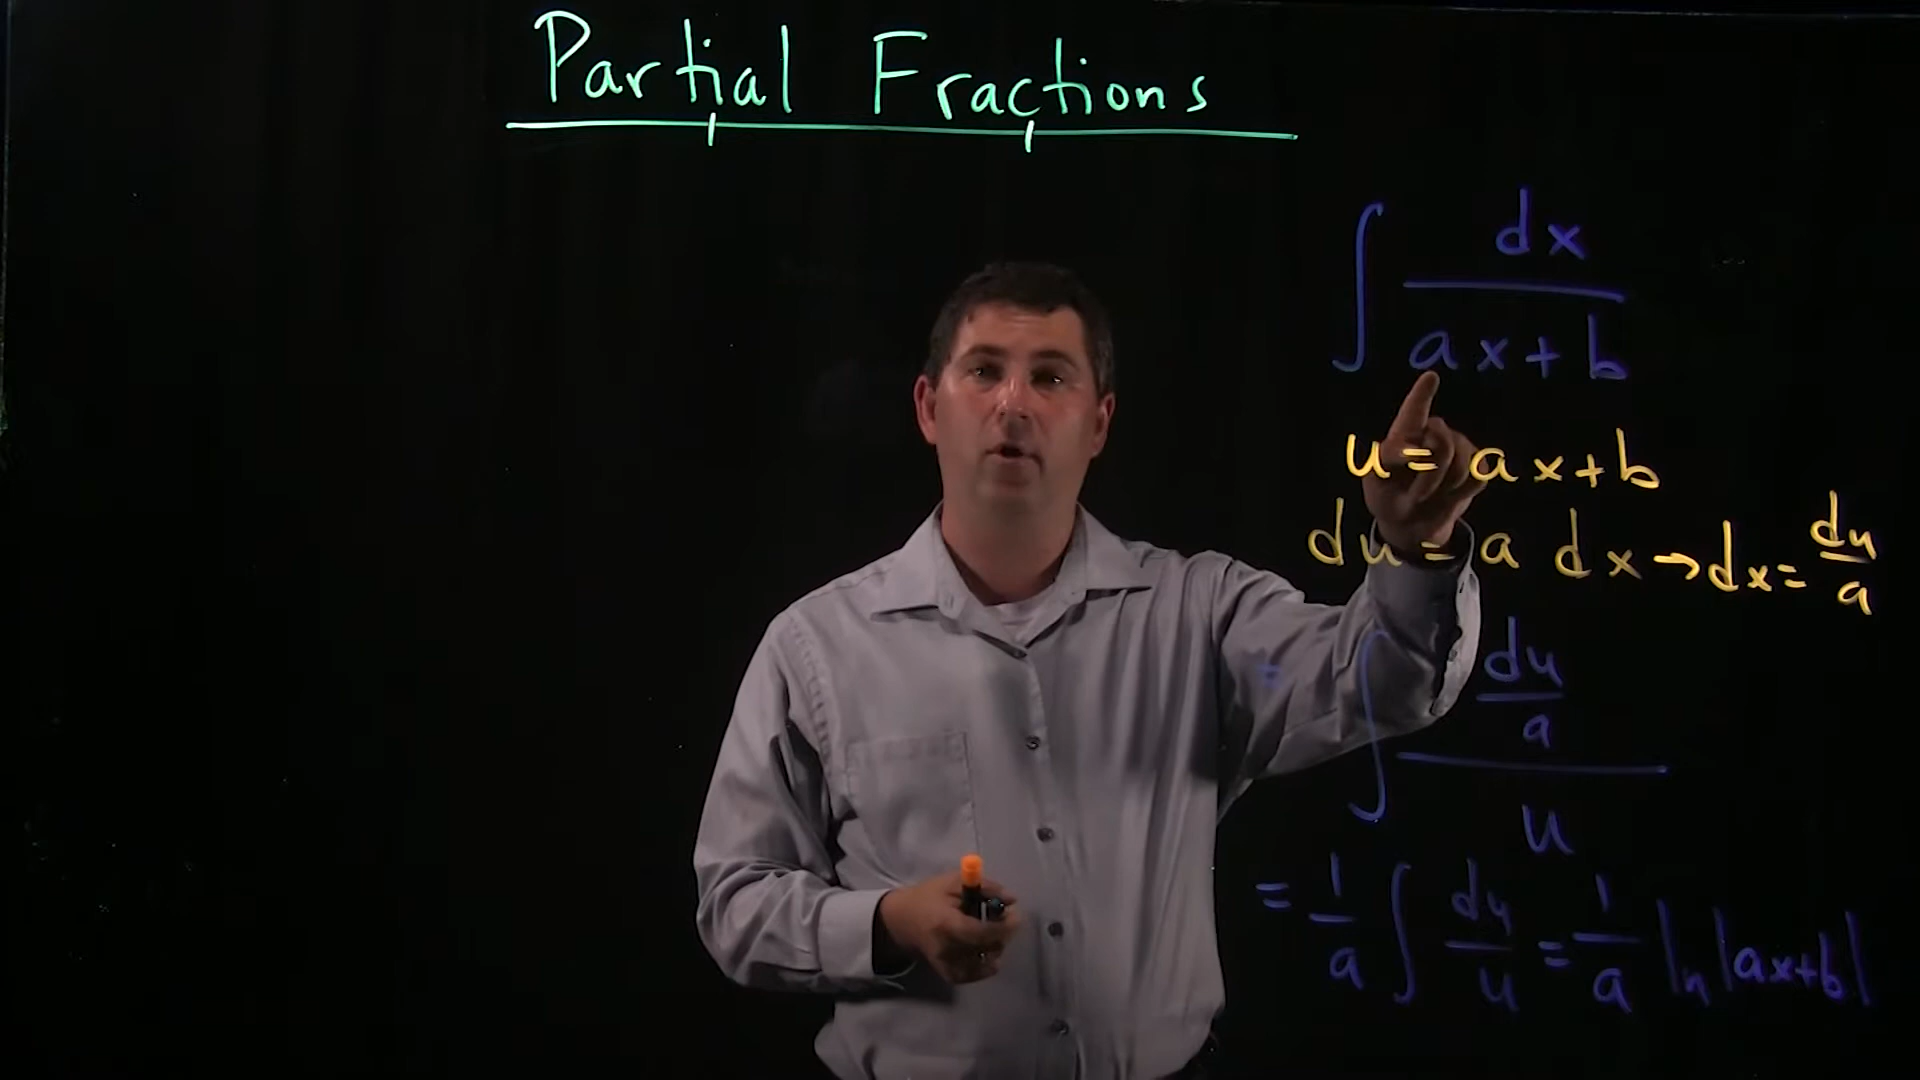 Partial Fractions
∫ dx / ax+b
u = ax+b
du = a dx → dx = du/a
= ∫ du/a / u
= 1/a ∫ du/u = 1/a ln|ax+b|